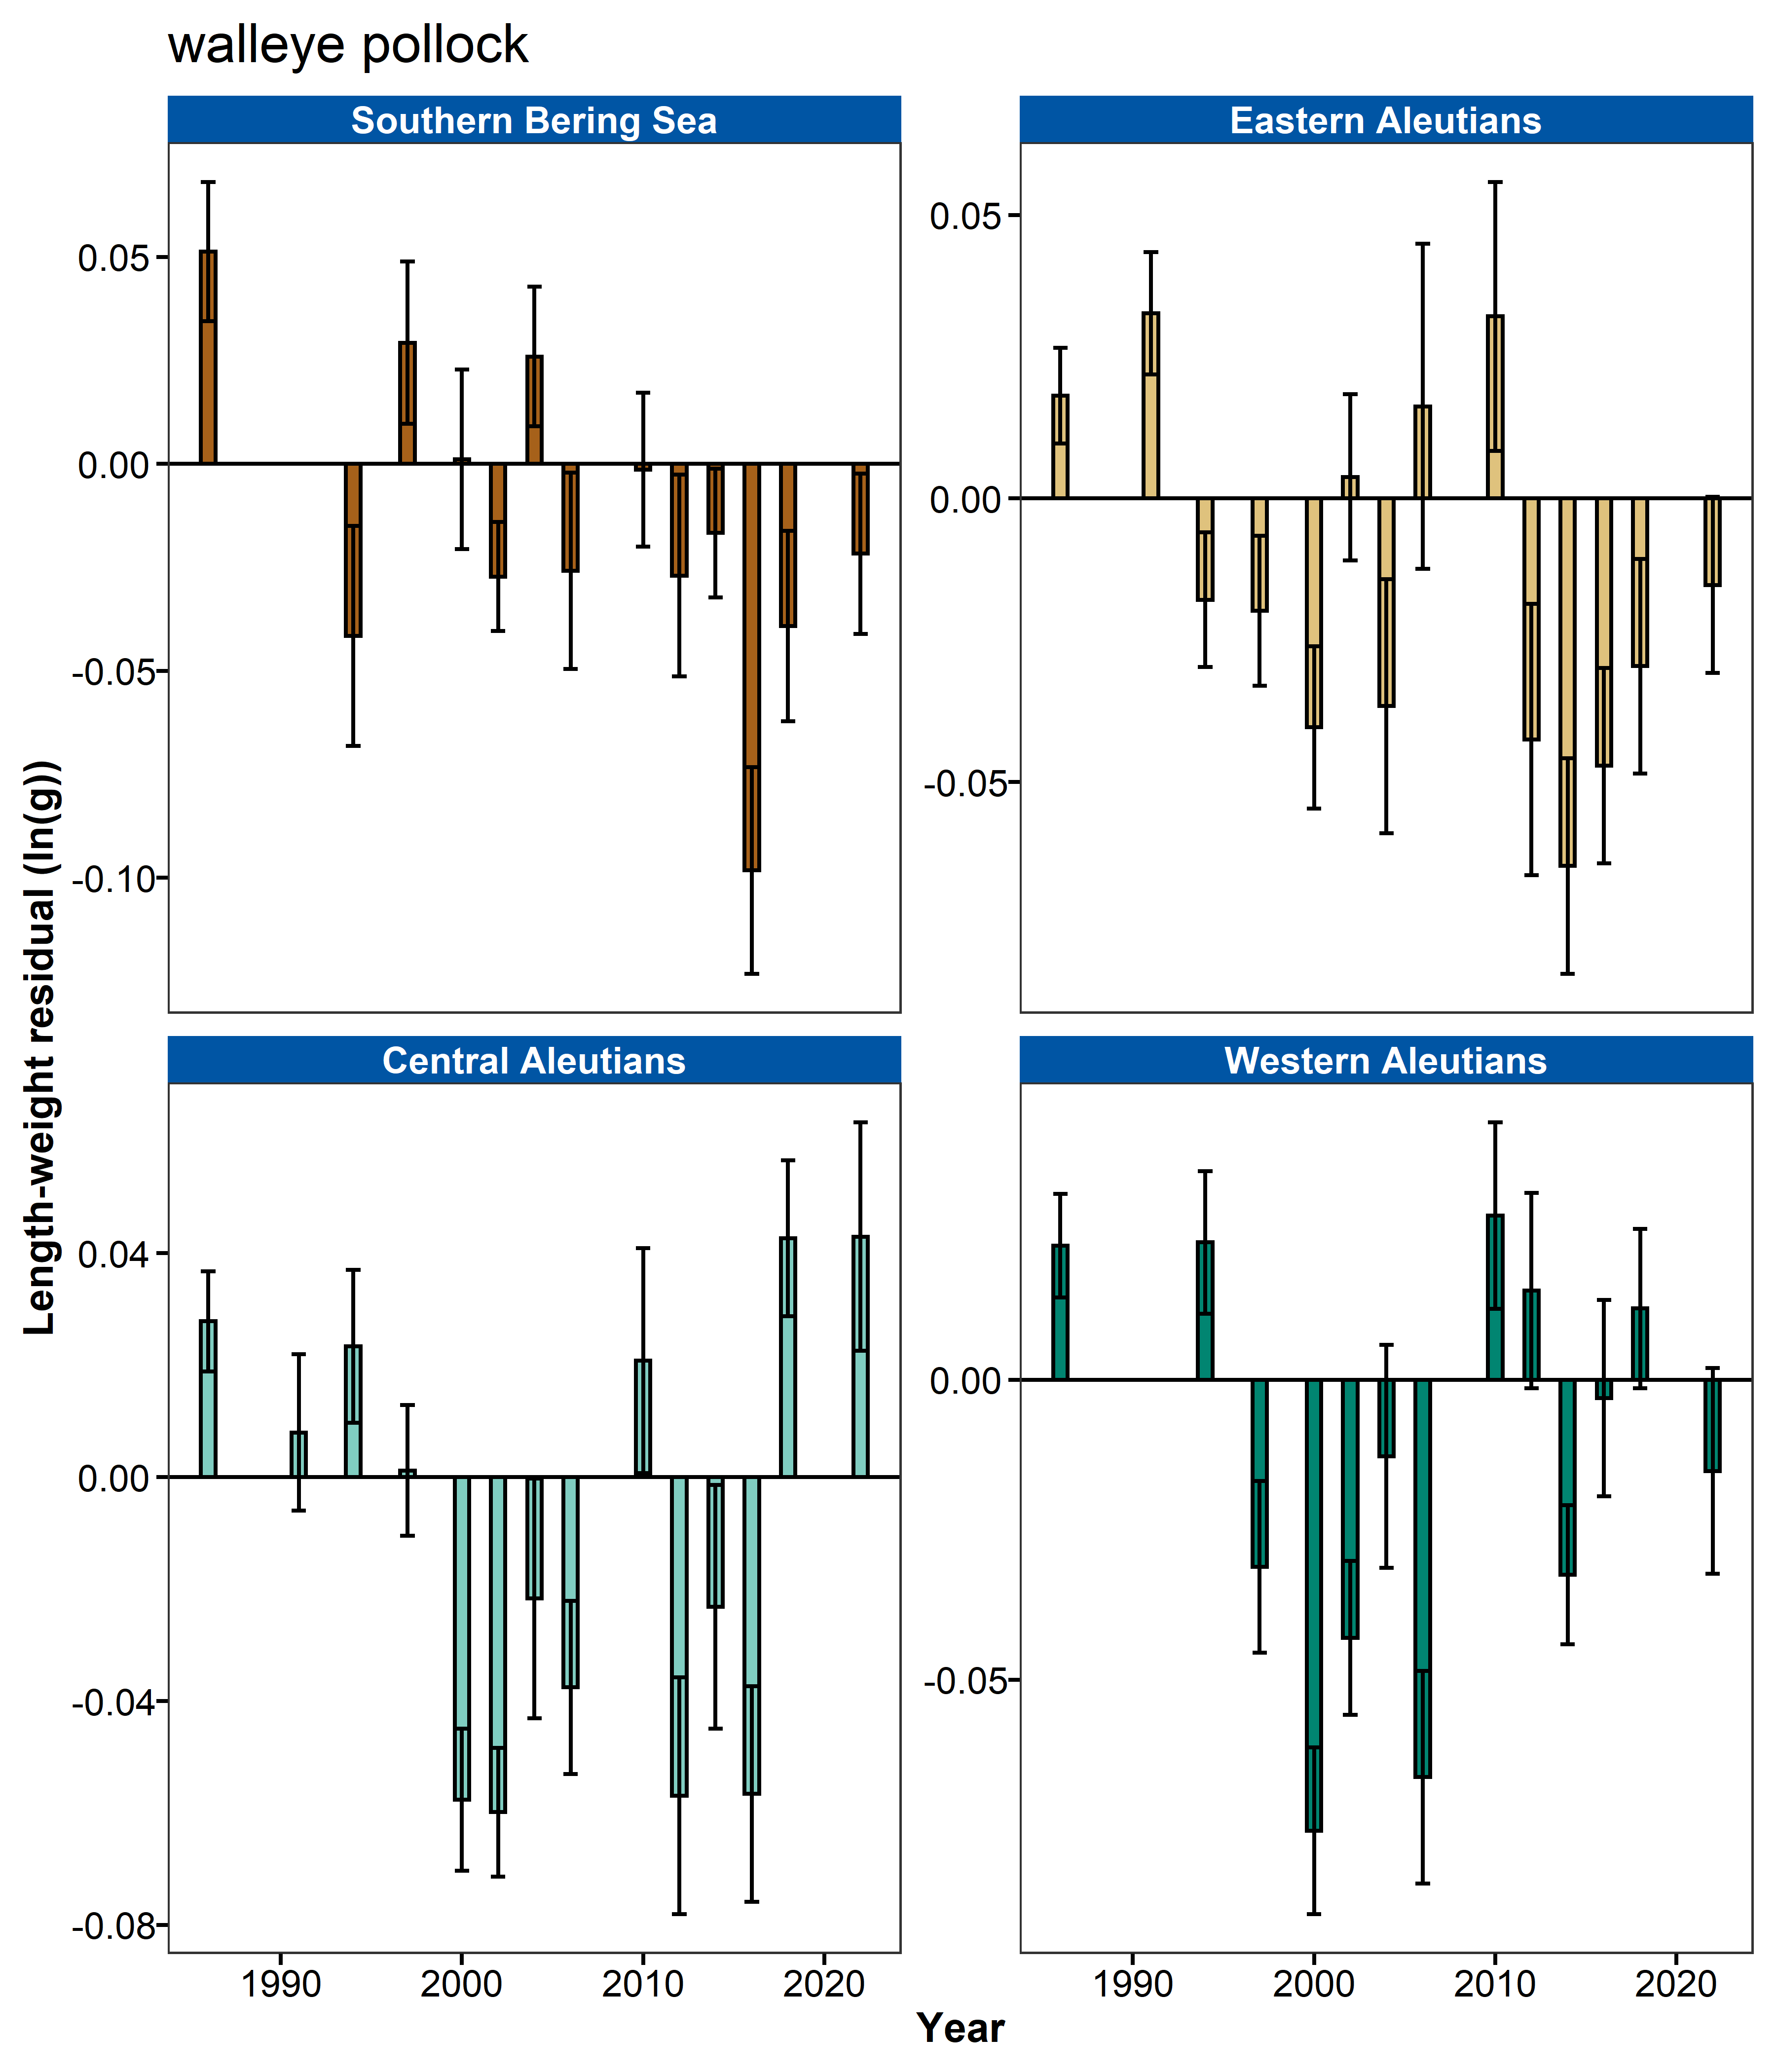 walleye pollock
Southern Bering Sea
Eastern Aleutians
0.05
0.00
-0.05
-0.10
0.05
0.00
-0.05
Length-weight residual (ln(g))
Central Aleutians
Western Aleutians
0.04
0.00
-0.04
-0.08
0.00
-0.05
1990 2000 2010 2020
1990 2000 2010 2020
Year